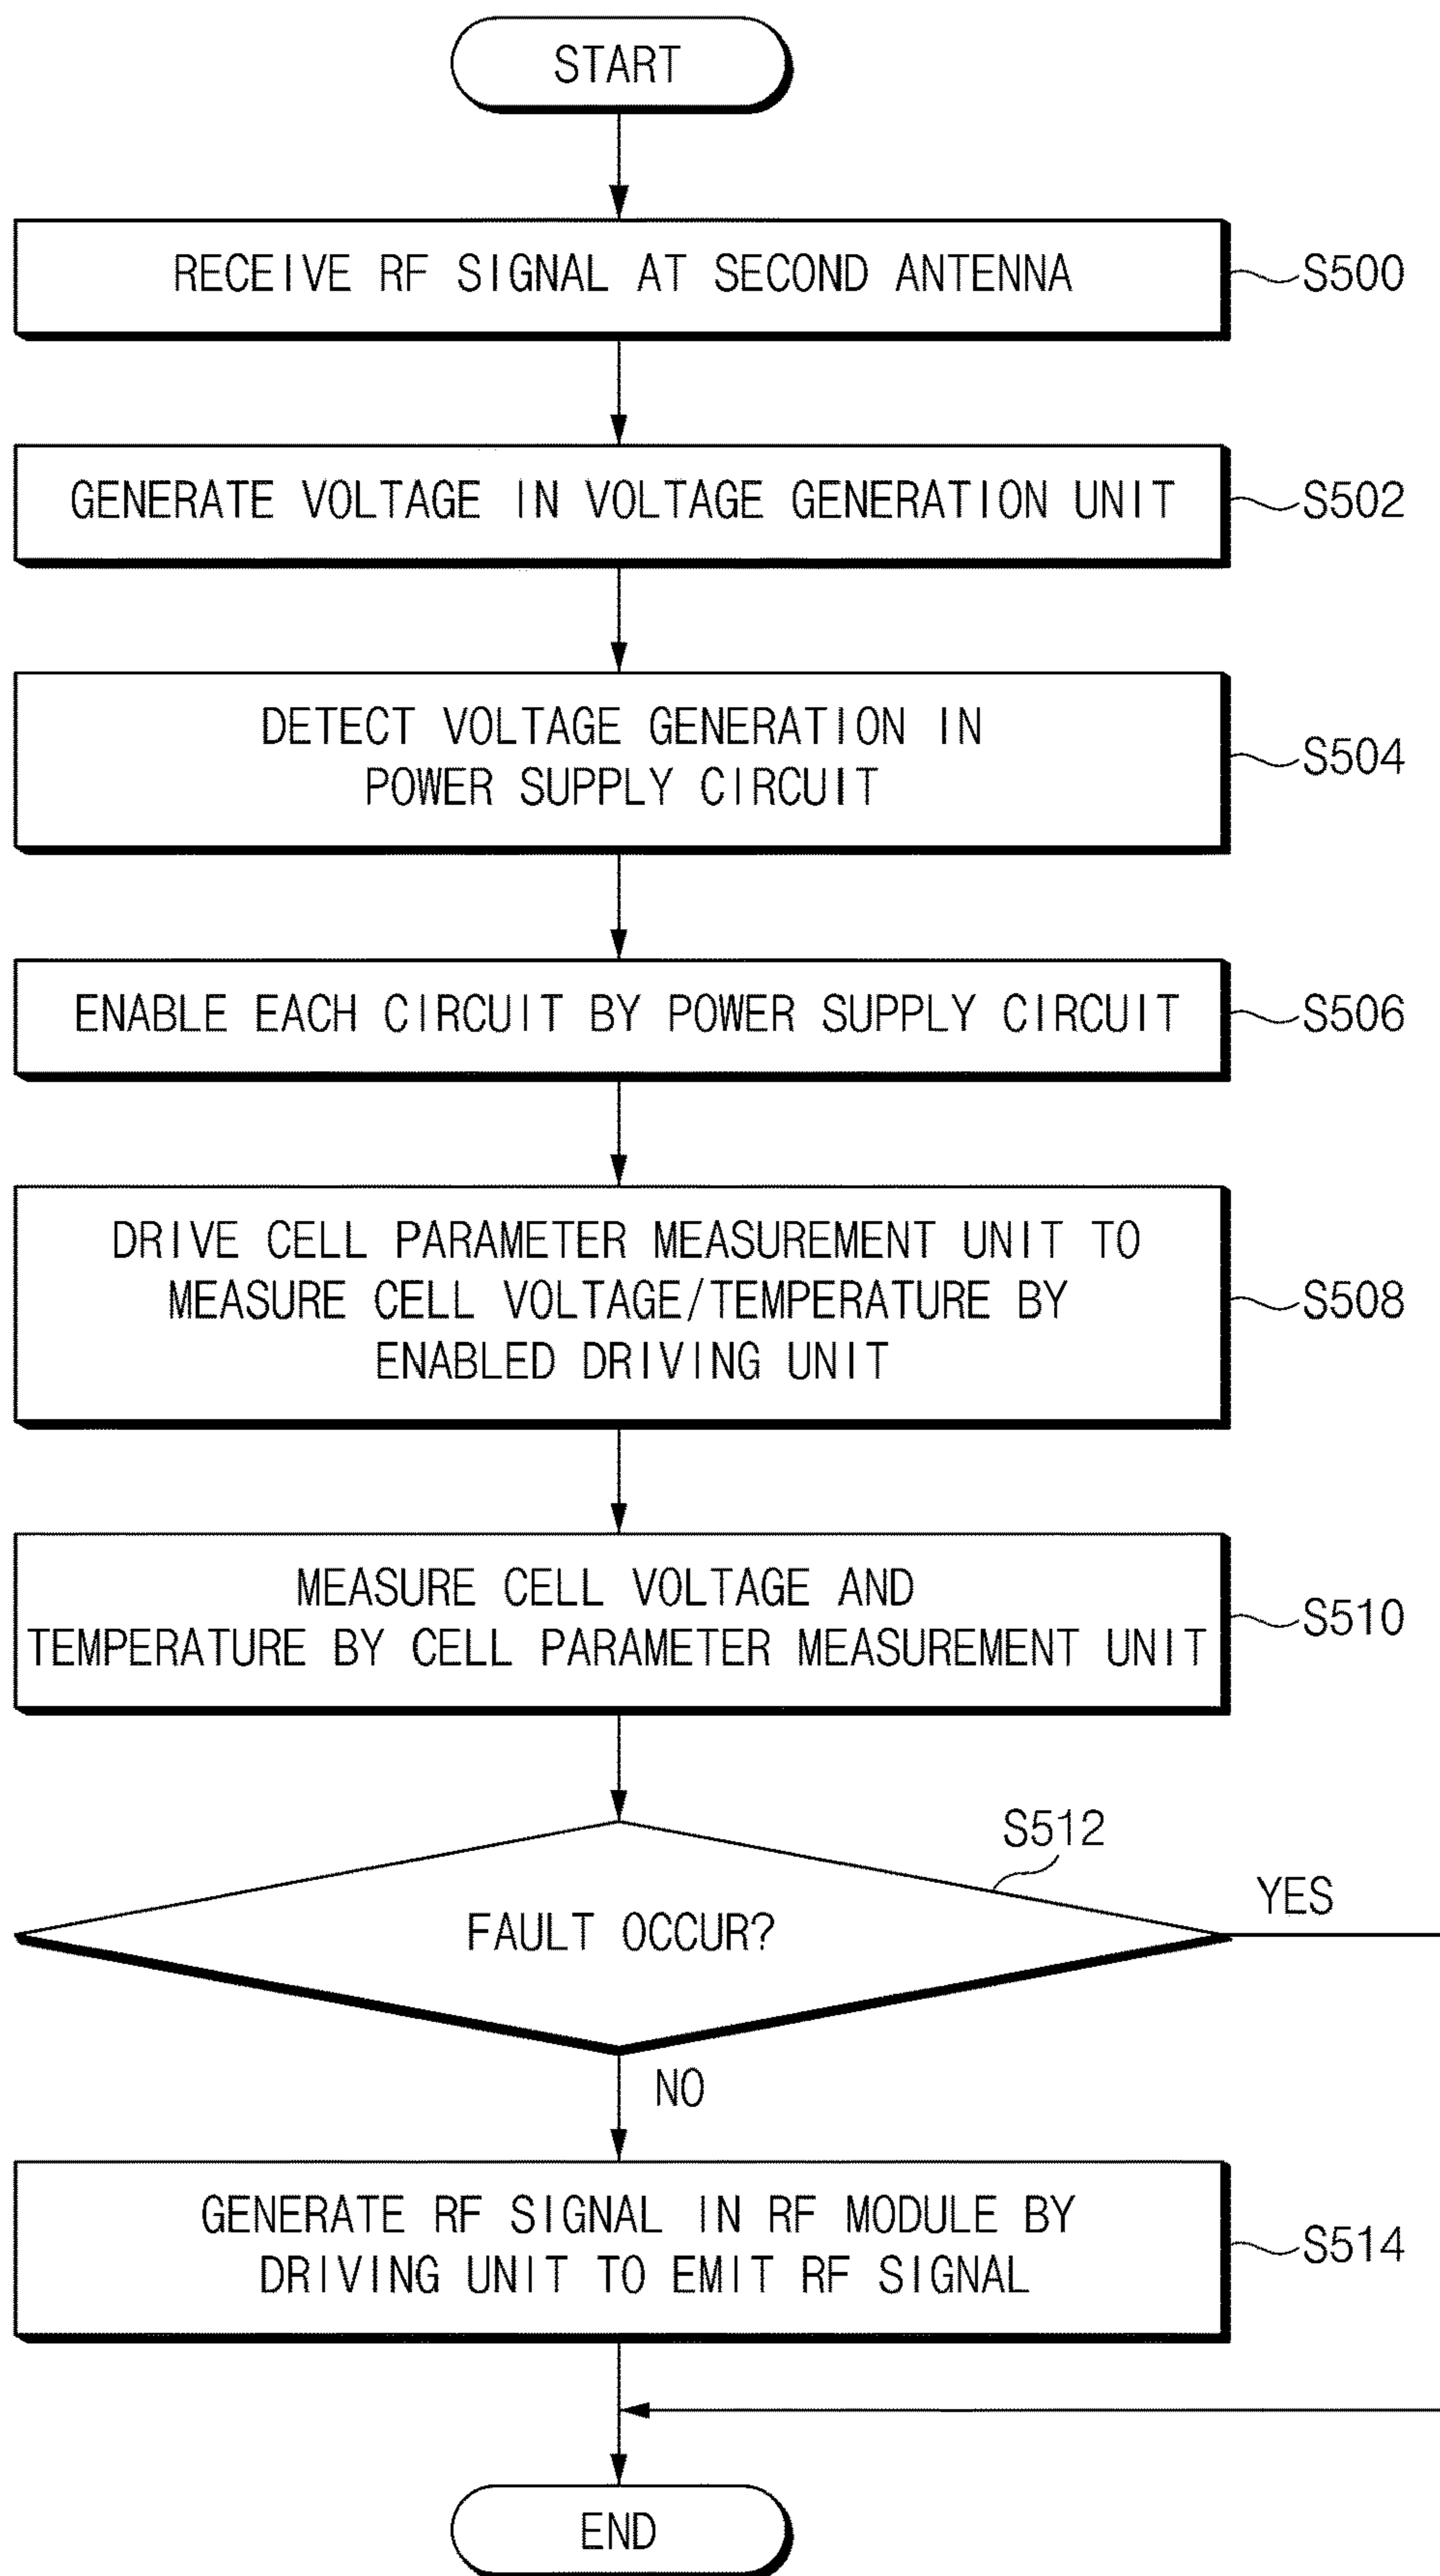 START
RECEIVE RF SIGNAL AT SECOND ANTENNA
S500
GENERATE VOLTAGE IN VOLTAGE GENERATION UNIT
S502
DETECT VOLTAGE GENERATION IN
POWER SUPPLY CIRCUIT
S504
ENABLE EACH CIRCUIT BY POWER SUPPLY CIRCUIT
S506
DRIVE CELL PARAMETER MEASUREMENT UNIT TO
MEASURE CELL VOLTAGE/TEMPERATURE BY
ENABLED DRIVING UNIT
S508
MEASURE CELL VOLTAGE AND
TEMPERATURE BY CELL PARAMETER MEASUREMENT UNIT
S510
S512
FAULT OCCUR?
YES
NO
GENERATE RF SIGNAL IN RF MODULE BY
DRIVING UNIT TO EMIT RF SIGNAL
S514
END